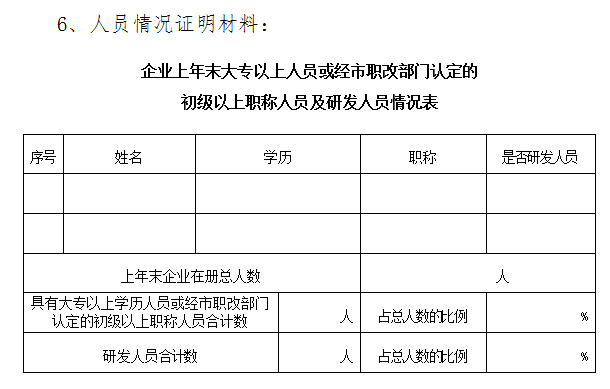 6、人员情况证明材料：
企业上年末大专以上人员或经市职改部门认定的
初级以上职称人员及研发人员情况表
序号 姓名 学历 职称 是否研发人员
上年末企业在册总人数 人
具有大专以上学历人员或经市职改部门
认定的初级以上职称人员合计数 人 占总人数的比例 %
研发人员合计数 人 占总人数的比例 %